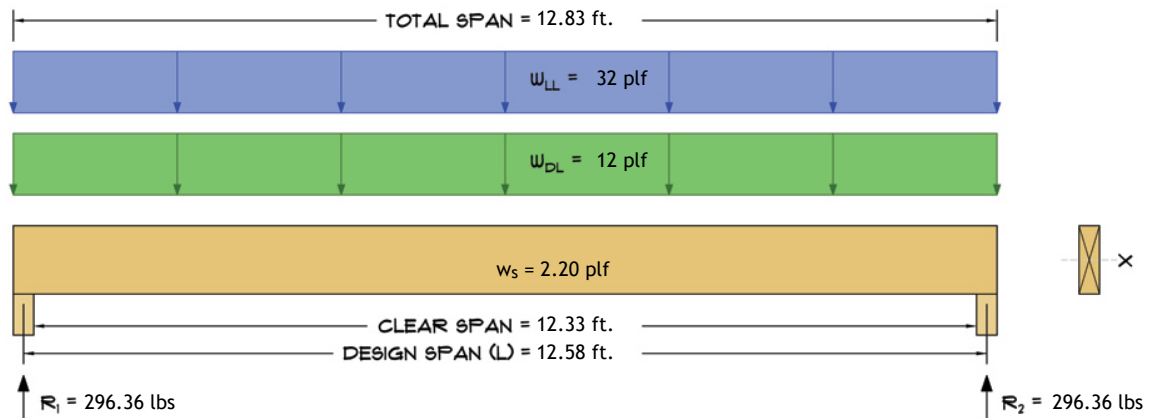 TOTAL SPAN = 12.83 ft.
WLL = 32 plf
WDL = 12 plf
ws = 2.20 plf
X
CLEAR SPAN = 12.33 ft.
DESIGN SPAN (L) = 12.58 ft.
R1 = 296.36 lbs
R2 = 296.36 lbs